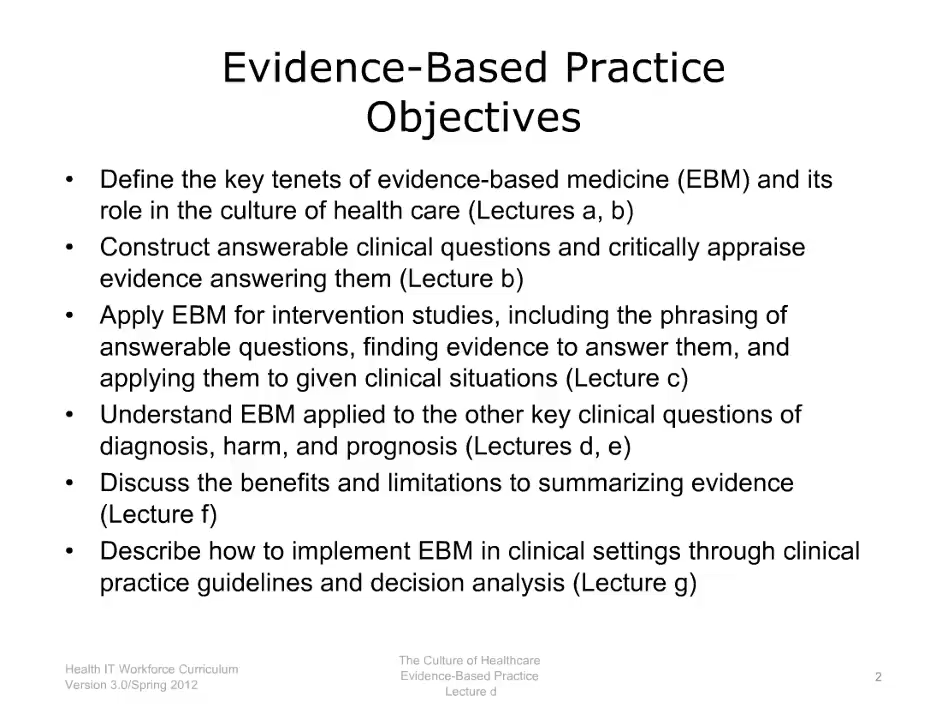 Evidence-Based Practice
Objectives
• Define the key tenets of evidence-based medicine (EBM) and its
role in the culture of health care (Lectures a, b)
• Construct answerable clinical questions and critically appraise
evidence answering them (Lecture b)
• Apply EBM for intervention studies, including the phrasing of
answerable questions, finding evidence to answer them, and
applying them to given clinical situations (Lecture c)
• Understand EBM applied to the other key clinical questions of
diagnosis, harm, and prognosis (Lectures d, e)
• Discuss the benefits and limitations to summarizing evidence
(Lecture f)
• Describe how to implement EBM in clinical settings through clinical
practice guidelines and decision analysis (Lecture g)
Health IT Workforce Curriculum
Version 3.0/Spring 2012
The Culture of Healthcare
Evidence-Based Practice
Lecture d
2